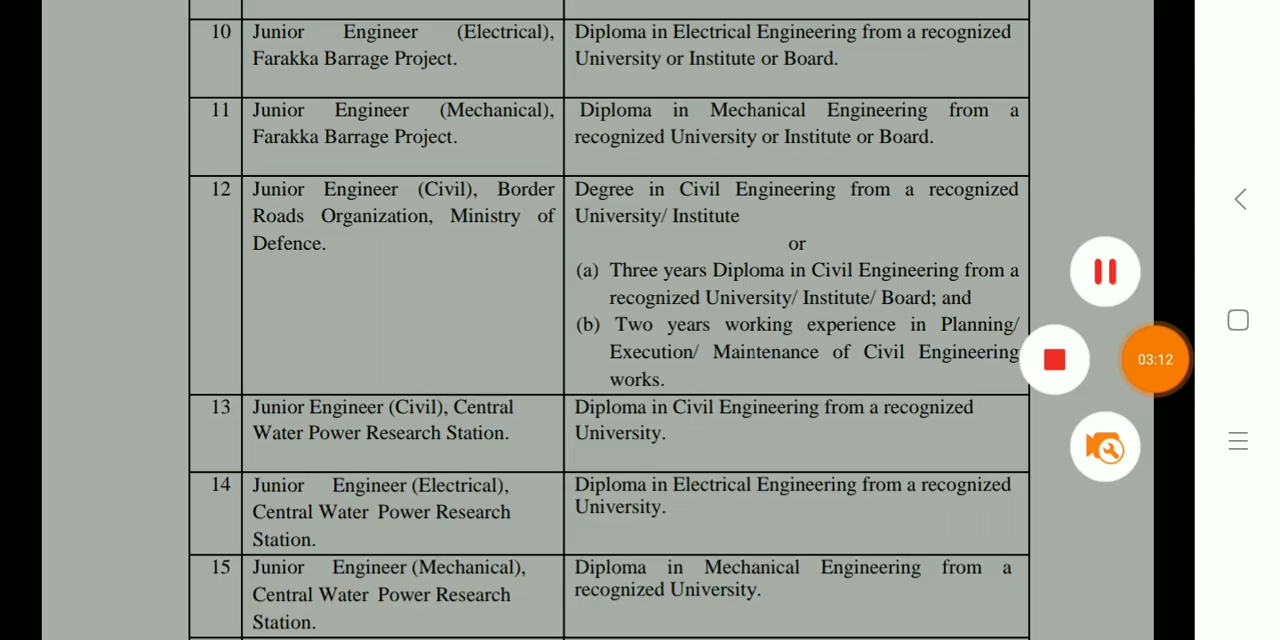 10 Junior Engineer (Electrical), Diploma in Electrical Engineering from a recognized
Farakka Barrage Project. University or Institute or Board.
11 Junior Engineer (Mechanical), Diploma in Mechanical Engineering from a
Farakka Barrage Project. recognized University or Institute or Board.
12 Junior Engineer (Civil), Border Degree in Civil Engineering from a recognized
Roads Organization, Ministry of University/ Institute
Defence. or
(a) Three years Diploma in Civil Engineering from a
recognized University/ Institute/ Board; and
(b) Two years working experience in Planning/
Execution/ Maintenance of Civil Engineering
works.
13 Junior Engineer (Civil), Central Diploma in Civil Engineering from a recognized
Water Power Research Station. University.
14 Junior Engineer (Electrical), Diploma in Electrical Engineering from a recognized
Central Water Power Research University.
Station.
15 Junior Engineer (Mechanical), Diploma in Mechanical Engineering from a
Central Water Power Research recognized University.
Station.
03:12